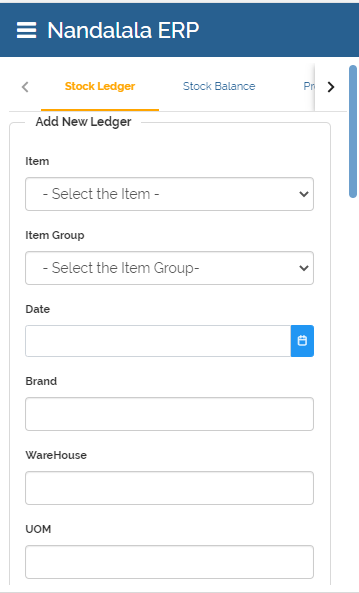 Nandalala ERP
Stock Ledger Stock Balance
Add New Ledger
Item
- Select the Item -
Item Group
- Select the Item Group-
Date
Brand
WareHouse
UOM